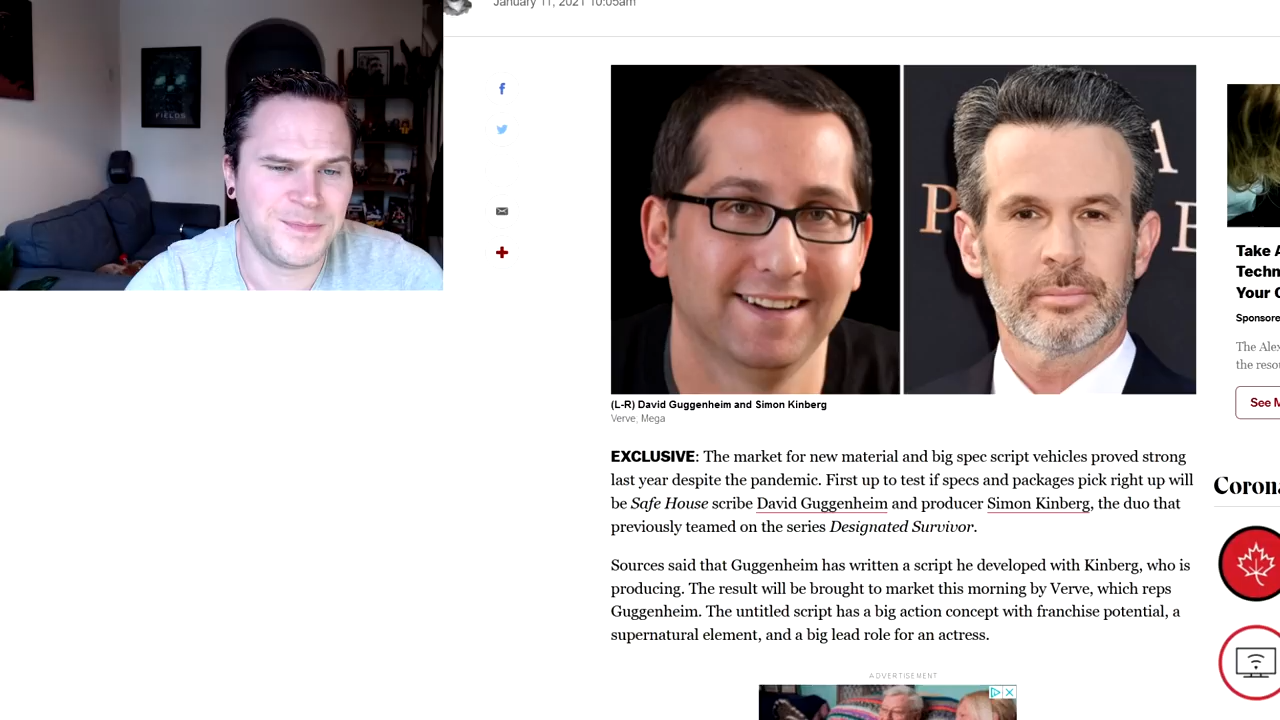 January 11, 2021 10:05am
FIELDS
P
A
E
(L-R) David Guggenheim and Simon Kinberg
Verve; Mega
EXCLUSIVE: The market for new material and big spec script vehicles proved strong
last year despite the pandemic. First up to test if specs and packages pick right up will
be Safe House scribe David Guggenheim and producer Simon Kinberg, the duo that
previously teamed on the series Designated Survivor.
Sources said that Guggenheim has written a script he developed with Kinberg, who is
producing. The result will be brought to market this morning by Verve, which reps
Guggenheim. The untitled script has a big action concept with franchise potential, a
supernatural element, and a big lead role for an actress.
ADVERTISEMENT
Take A
Techn
Your
Sponsore
The Alex
the resou
See M
Corona